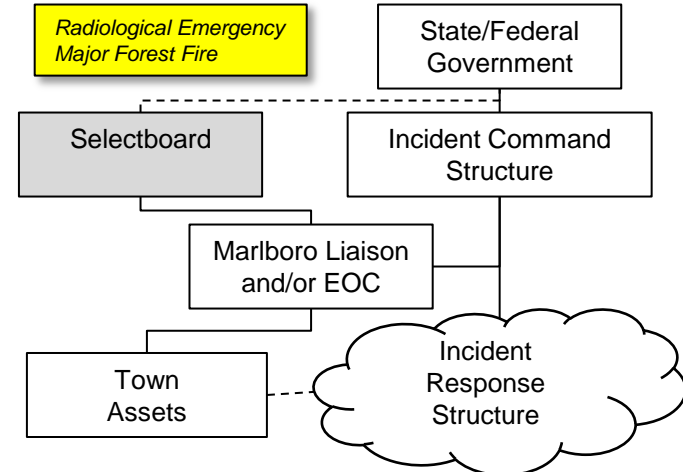 Radiological Emergency
Major Forest Fire
State/Federal
Government
Selectboard
Incident Command
Structure
Marlboro Liaison
and/or EOC
Town
Assets
Incident
Response
Structure